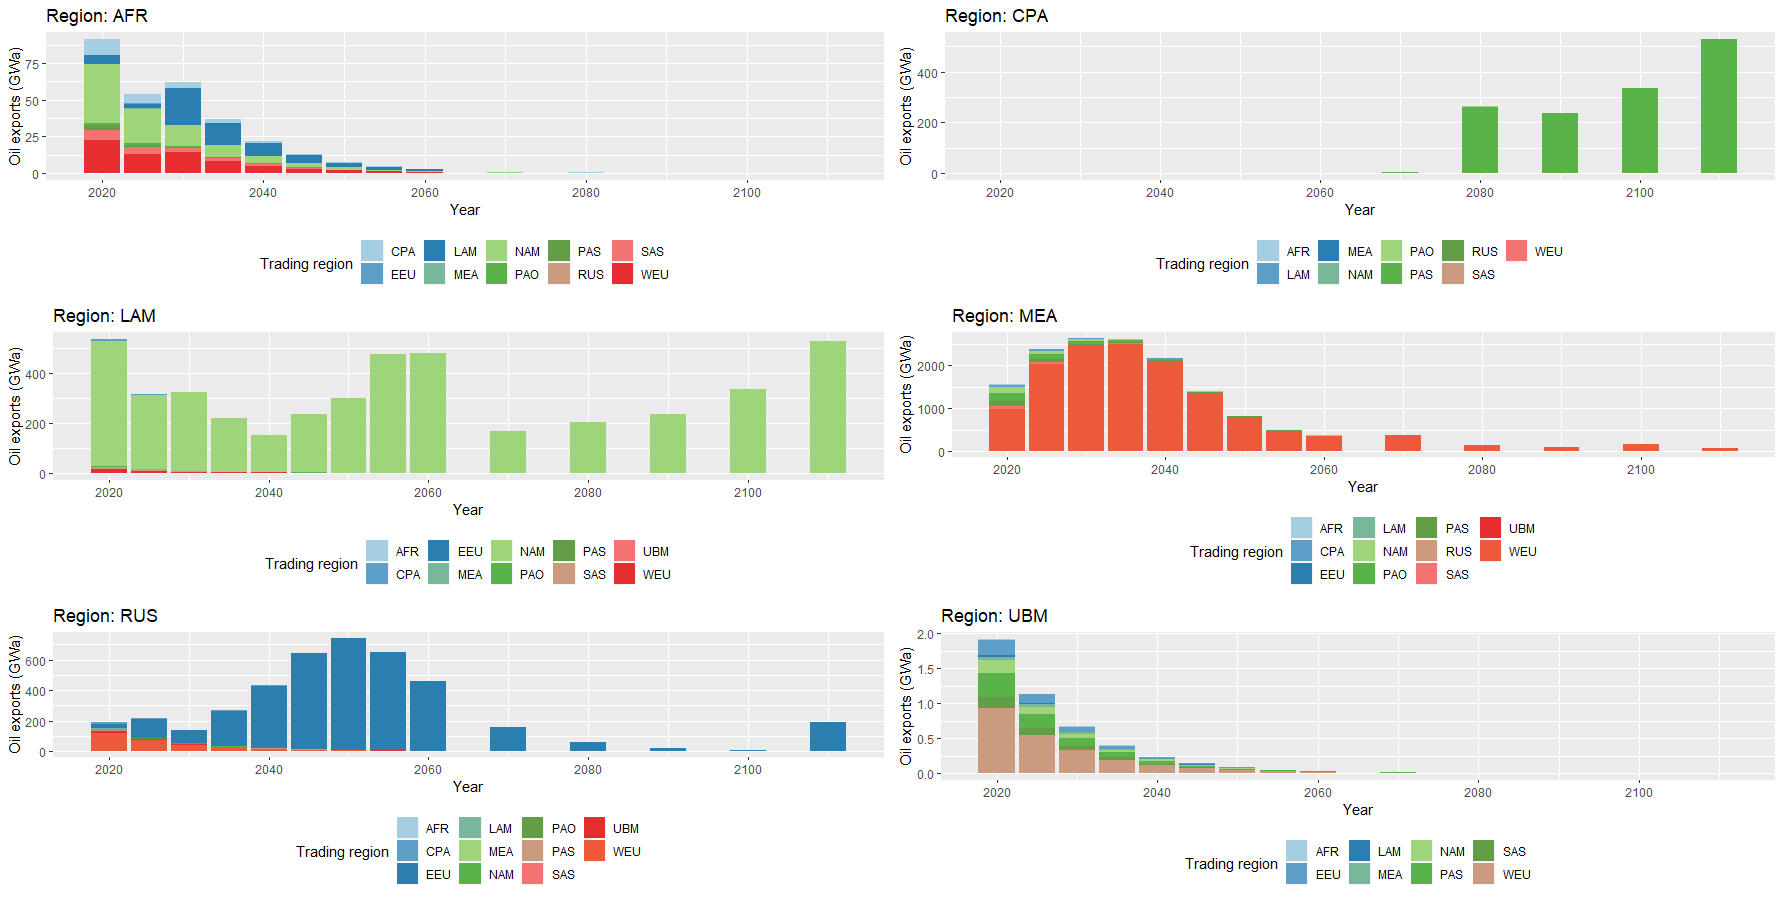 Region: AFR
Oil exports (GWa)
75
50
25
0
2020 2040 2060 2080 2100
Year
Trading region
CPA LAM NAM PAS SAS
EEU MEA PAO RUS WEU
Region: CPA
Oil exports (GWa)
400
200
0
2020 2040 2060 2080 2100
Year
Trading region
AFR MEA PAO RUS WEU
LAM NAM PAS SAS
Region: LAM
Oil exports (GWa)
400
200
0
2020 2040 2060 2080 2100
Year
Trading region
AFR EEU NAM PAS UBM
CPA MEA PAO SAS WEU
Region: MEA
Oil exports (GWa)
2000
1000
0
2020 2040 2060 2080 2100
Year
Trading region
AFR LAM PAS UBM
CPA NAM RUS WEU
EEU PAO SAS
Region: RUS
Oil exports (GWa)
600
400
200
0
2020 2040 2060 2080 2100
Year
Trading region
AFR LAM PAO UBM
CPA MEA PAS WEU
EEU NAM SAS
Region: UBM
Oil exports (GWa)
2.0
1.5
1.0
0.5
0.0
2020 2040 2060 2080 2100
Year
Trading region
AFR LAM NAM SAS
EEU MEA PAS WEU